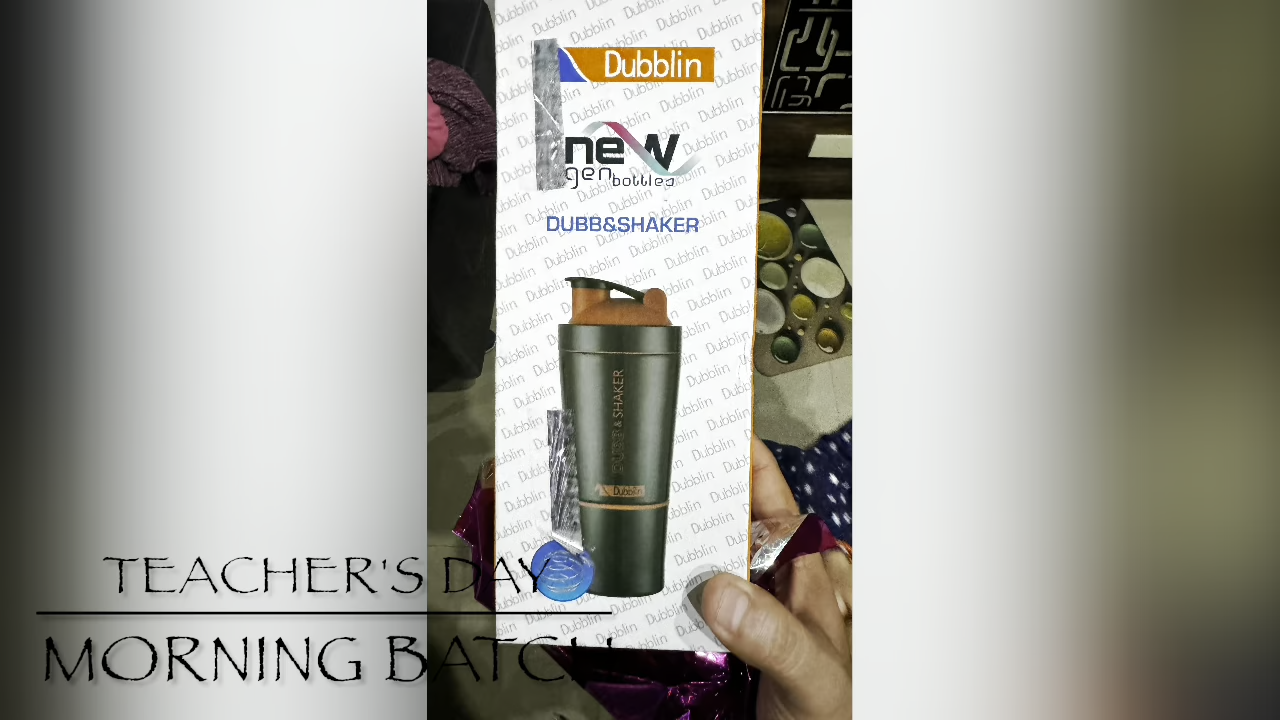 Dubblin
new
gen bottles
DUBB&SHAKER
DUBB & SHAKER
Dubblin
TEACHER'S DAY
MORNING BATCH